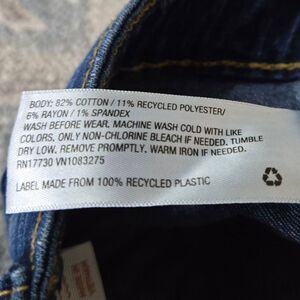 BODY: 82% COTTON / 11% RECYCLED POLYESTER/
6% RAYON / 1% SPANDEX
WASH BEFORE WEAR. MACHINE WASH COLD WITH LIKE
COLORS, ONLY NON-CHLORINE BLEACH IF NEEDED. TUMBLE
DRY LOW. REMOVE PROMPTLY. WARM IRON IF NEEDED.
RN17730 VN1083275
LABEL MADE FROM 100% RECYCLED PLASTIC